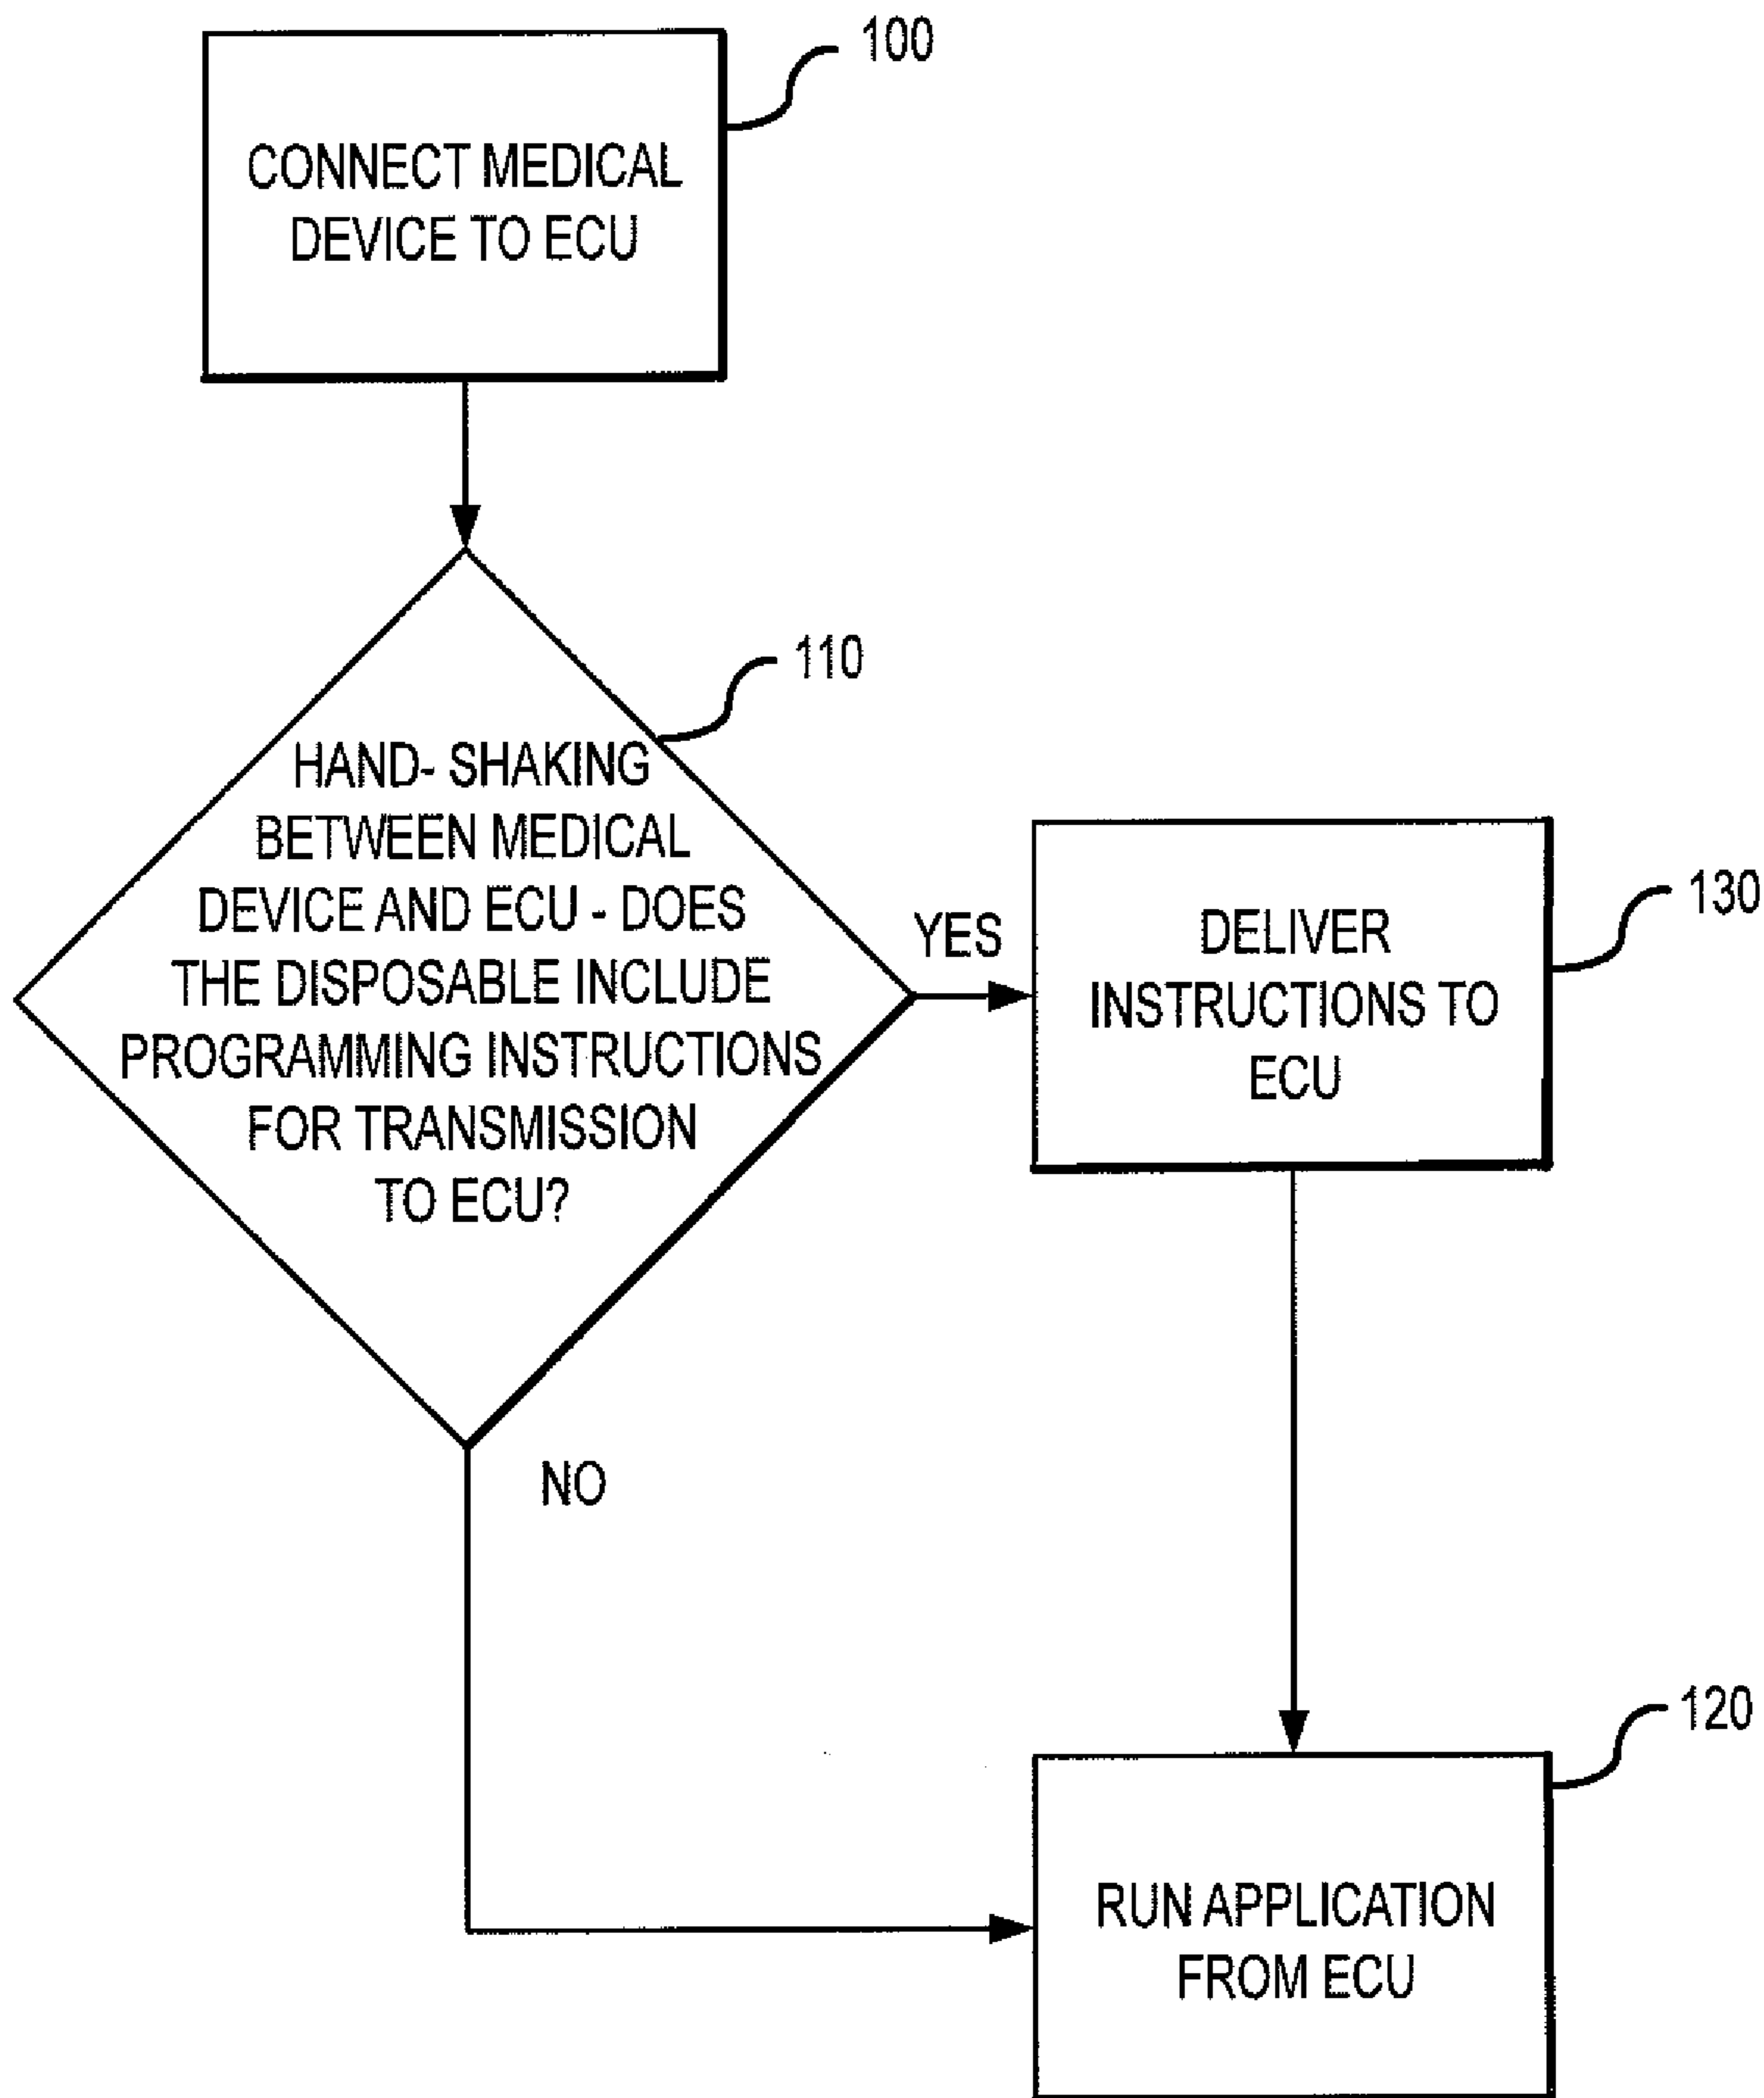 100
CONNECT MEDICAL
DEVICE TO ECU
110
HAND- SHAKING
BETWEEN MEDICAL
DEVICE AND ECU - DOES
THE DISPOSABLE INCLUDE
PROGRAMMING INSTRUCTIONS
FOR TRANSMISSION
TO ECU?
YES
130
DELIVER
INSTRUCTIONS TO
ECU
NO
120
RUN APPLICATION
FROM ECU